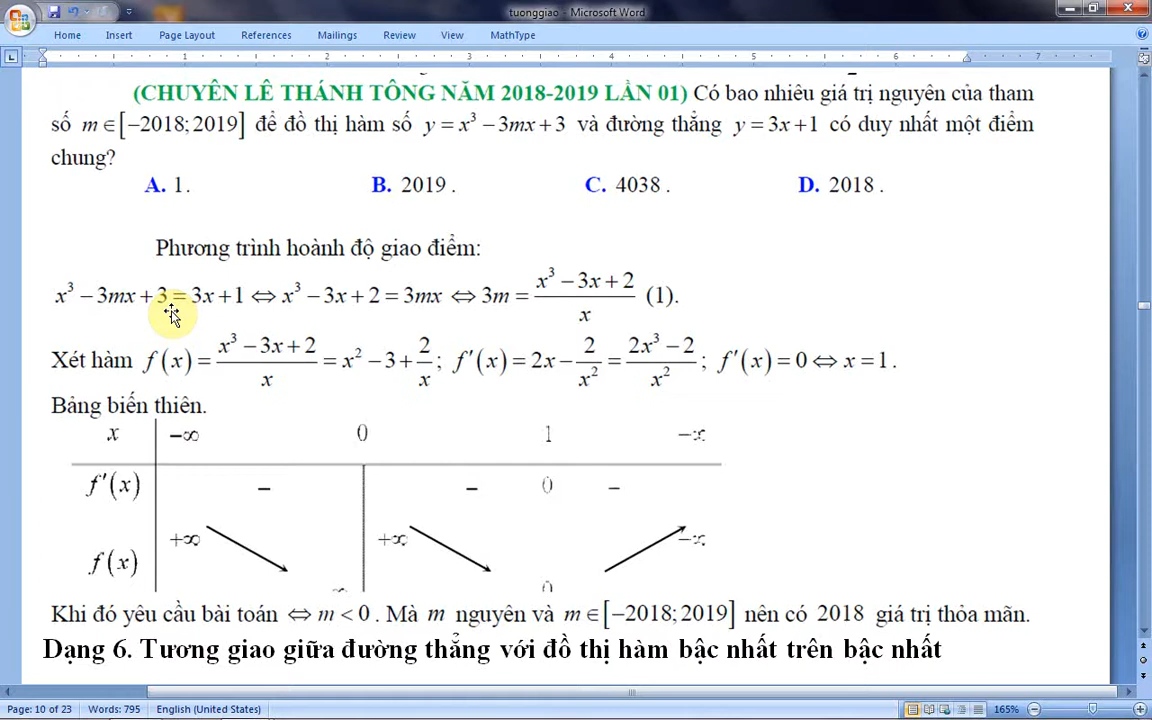 tuonggiao - Microsoft Word
Home Insert Page Layout References Mailings Review View MathType
1 2 3 4 5 6 7
(CHUYÊN LÊ THÁNH TÔNG NĂM 2018-2019 LẦN 01) Có bao nhiêu giá trị nguyên của tham
số m ∈ [−2018; 2019] để đồ thị hàm số y = x³ − 3mx + 3 và đường thẳng y = 3x + 1 có duy nhất một điểm
chung?
A. 1. B. 2019. C. 4038. D. 2018.
Phương trình hoành độ giao điểm:
x³ − 3mx + 3 = 3x + 1 ⇔ x³ − 3x + 2 = 3mx ⇔ 3m = (x³ − 3x + 2)/x (1).
Xét hàm f(x) = (x³ − 3x + 2)/x = x² − 3 + 2/x; f'(x) = 2x − 2/x² = (2x³ − 2)/x²; f'(x) = 0 ⇔ x = 1.
Bảng biến thiên.
x −∞ 0 1 −∞
f'(x) − − 0 −
+∞ +∞ −∞
f(x)
0
Khi đó yêu cầu bài toán ⇔ m < 0. Mà m nguyên và m ∈ [−2018; 2019] nên có 2018 giá trị thỏa mãn.
Dạng 6. Tương giao giữa đường thẳng với đồ thị hàm bậc nhất trên bậc nhất
Page: 10 of 23 Words: 795 English (United States) 165%